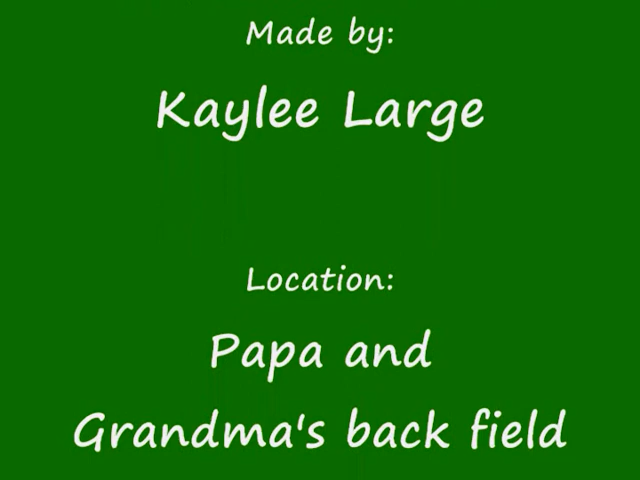 Made by:
Kaylee Large
Location:
Papa and
Grandma's back field